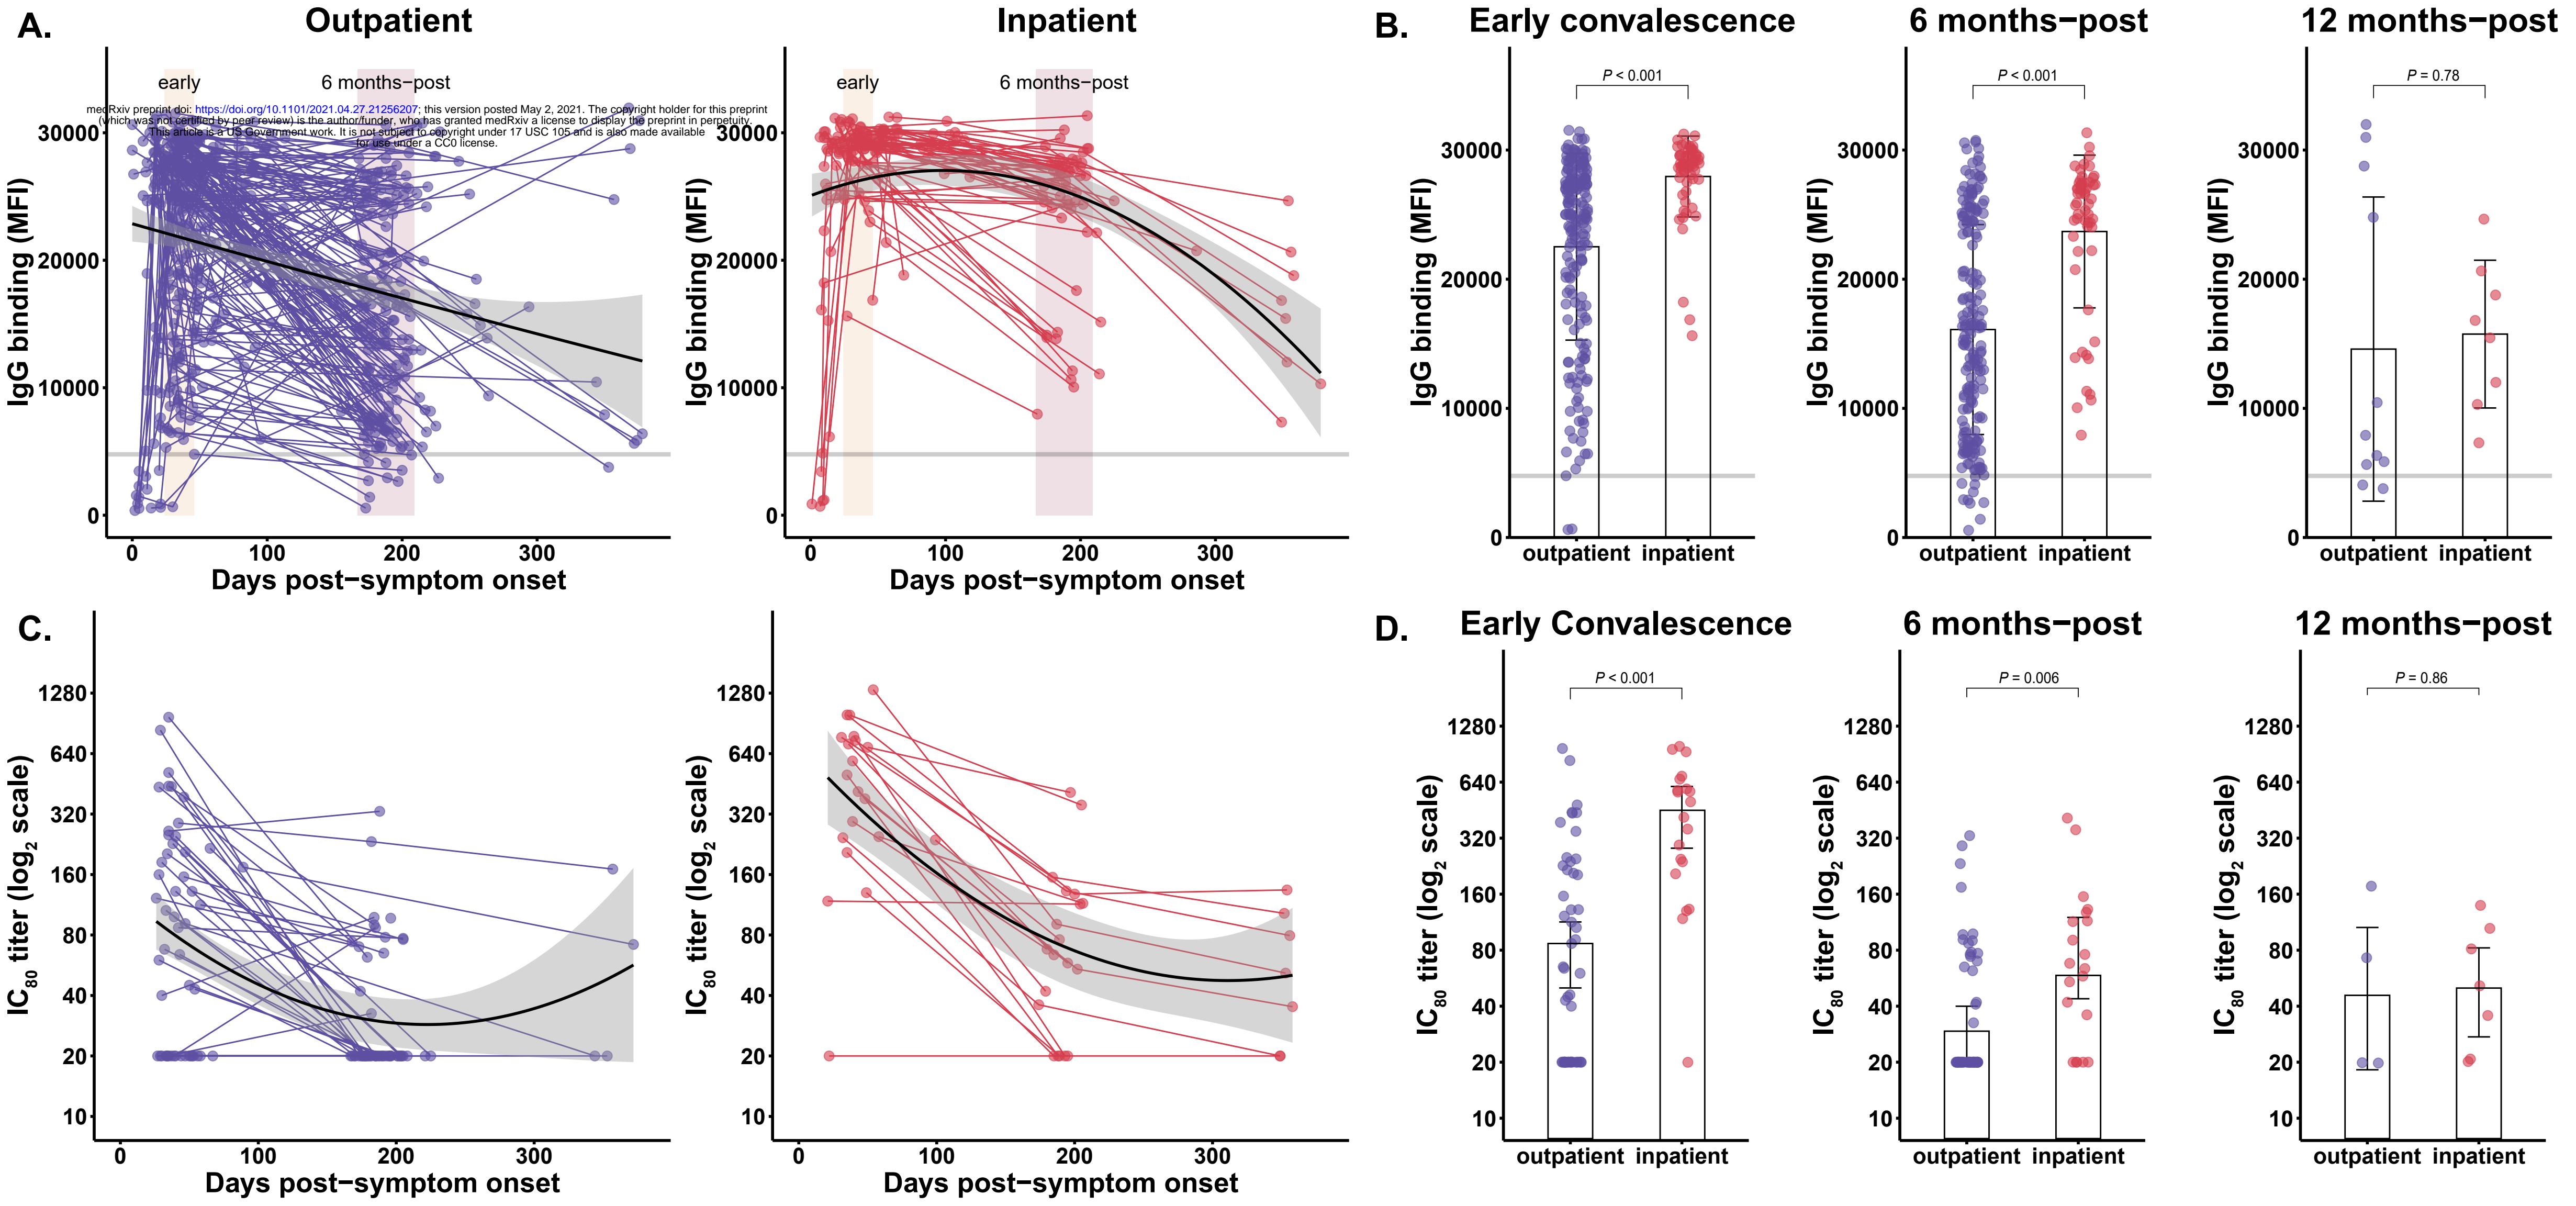 A.
Outpatient
early
6 months−post
medRxiv preprint doi: https://doi.org/10.1101/2021.04.27.21256207; this version posted May 2, 2021. The copyright holder for this preprint
(which was not certified by peer review) is the author/funder, who has granted medRxiv a license to display the preprint in perpetuity.
This article is a US Government work. It is not subject to copyright under 17 USC 105 and is also made available
for use under a CC0 license.
IgG binding (MFI)
30000
20000
10000
0
0 100 200 300
Days post−symptom onset
Inpatient
early
6 months−post
IgG binding (MFI)
30000
20000
10000
0
0 100 200 300
Days post−symptom onset
B.
Early convalescence
P < 0.001
IgG binding (MFI)
30000
20000
10000
0
outpatient inpatient
6 months−post
P < 0.001
IgG binding (MFI)
30000
20000
10000
0
outpatient inpatient
12 months−post
P = 0.78
IgG binding (MFI)
30000
20000
10000
0
outpatient inpatient
C.
IC80 titer (log2 scale)
1280
640
320
160
80
40
20
10
0 100 200 300
Days post−symptom onset
IC80 titer (log2 scale)
1280
640
320
160
80
40
20
10
0 100 200 300
Days post−symptom onset
D.
Early Convalescence
P < 0.001
IC80 titer (log2 scale)
1280
640
320
160
80
40
20
10
outpatient inpatient
6 months−post
P = 0.006
IC80 titer (log2 scale)
1280
640
320
160
80
40
20
10
outpatient inpatient
12 months−post
P = 0.86
IC80 titer (log2 scale)
1280
640
320
160
80
40
20
10
outpatient inpatient